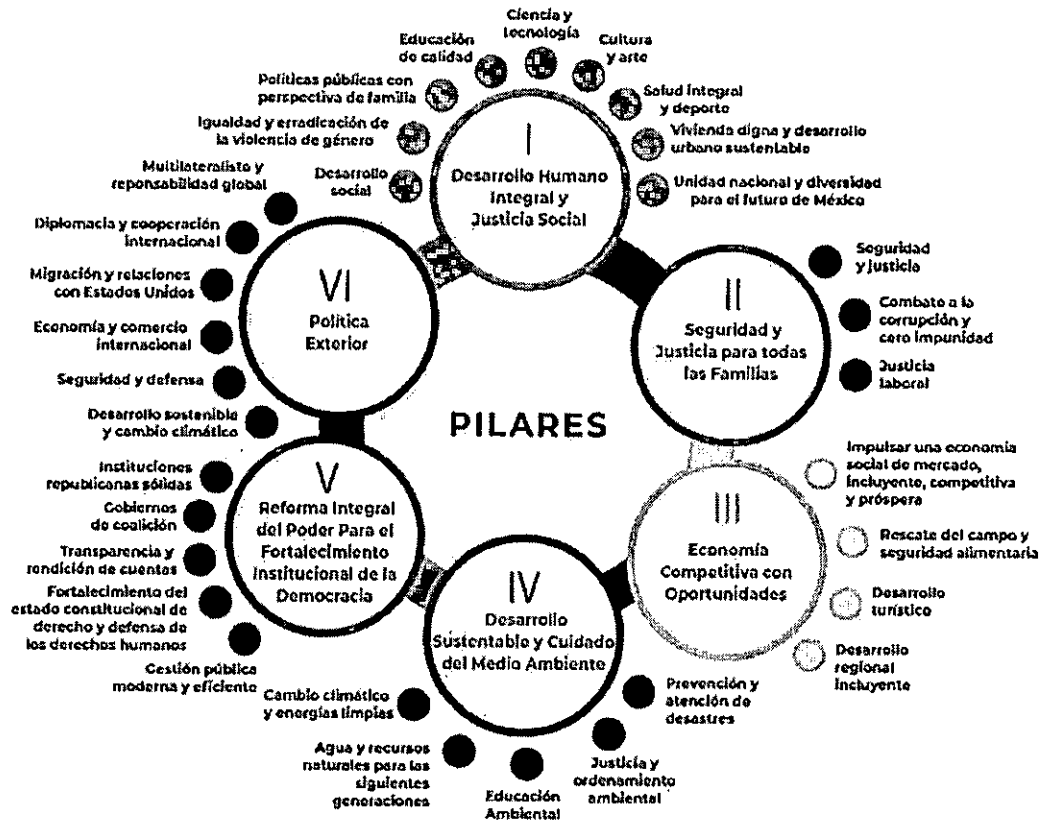 Ciencia y
tecnología
Educación
de calidad
Cultura
y arte
Políticas públicas con
perspectiva de familia
Salud integral
y deporte
Igualdad y erradicación de
la violencia de género
Vivienda digna y desarrollo
urbano sustentable
Desarrollo
social
Unidad nacional y diversidad
para el futuro de México
I
Desarrollo Humano
Integral y
Justicia Social
Multilateralista y
reponsabilidad global
Diplomacia y cooperación
internacional
Migración y relaciones
con Estados Unidos
Economía y comercio
internacional
Seguridad y defensa
Desarrollo sostenible
y cambio climático
VI
Política
Exterior
II
Seguridad y
Justicia para todas
las Familias
Seguridad
y justicia
Combate a la
corrupción y
cero impunidad
Justicia
laboral
PILARES
Instituciones
republicanas sólidas
Gobiernos
de coalición
Transparencia y
rendición de cuentas
Fortalecimiento del
estado constitucional de
derecho y defensa de
los derechos humanos
Gestión pública
moderna y eficiente
V
Reforma Integral
del Poder Para el
Fortalecimiento
Institucional de la
Democracia
III
Economía
Competitiva con
Oportunidades
Impulsar una economía
social de mercado,
incluyente, competitiva
y próspera
Rescate del campo y
seguridad alimentaria
Desarrollo
turístico
Desarrollo
regional
incluyente
IV
Desarrollo
Sustentable y Cuidado
del Medio Ambiente
Cambio climático
y energías limpias
Agua y recursos
naturales para las
siguientes
generaciones
Educación
Ambiental
Justicia y
ordenamiento
ambiental
Prevención y
atención de
desastres